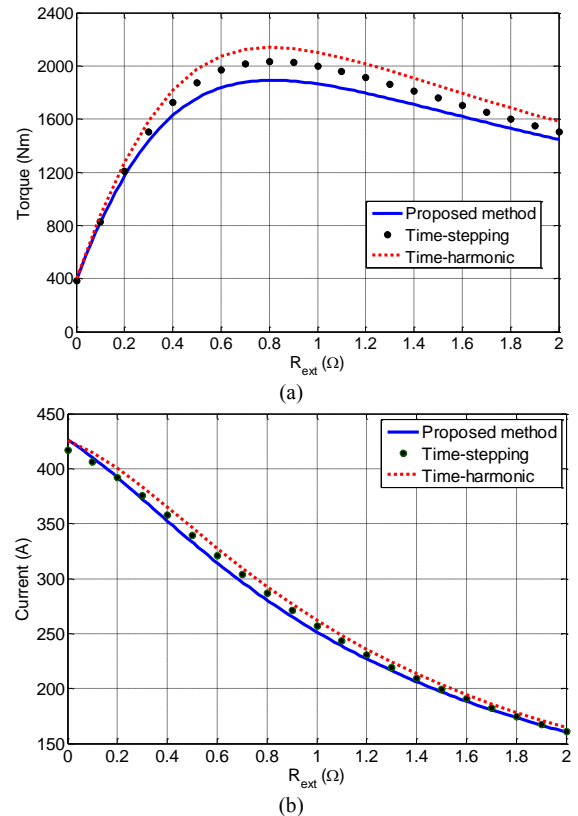 2400
2000
1600
1200
800
400
0
Torque (Nm)
Proposed method
Time-stepping
Time-harmonic
0 0.2 0.4 0.6 0.8 1 1.2 1.4 1.6 1.8 2
R_ext (Ω)
(a)
450
400
350
300
250
200
150
Current (A)
Proposed method
Time-stepping
Time-harmonic
0 0.2 0.4 0.6 0.8 1 1.2 1.4 1.6 1.8 2
R_ext (Ω)
(b)